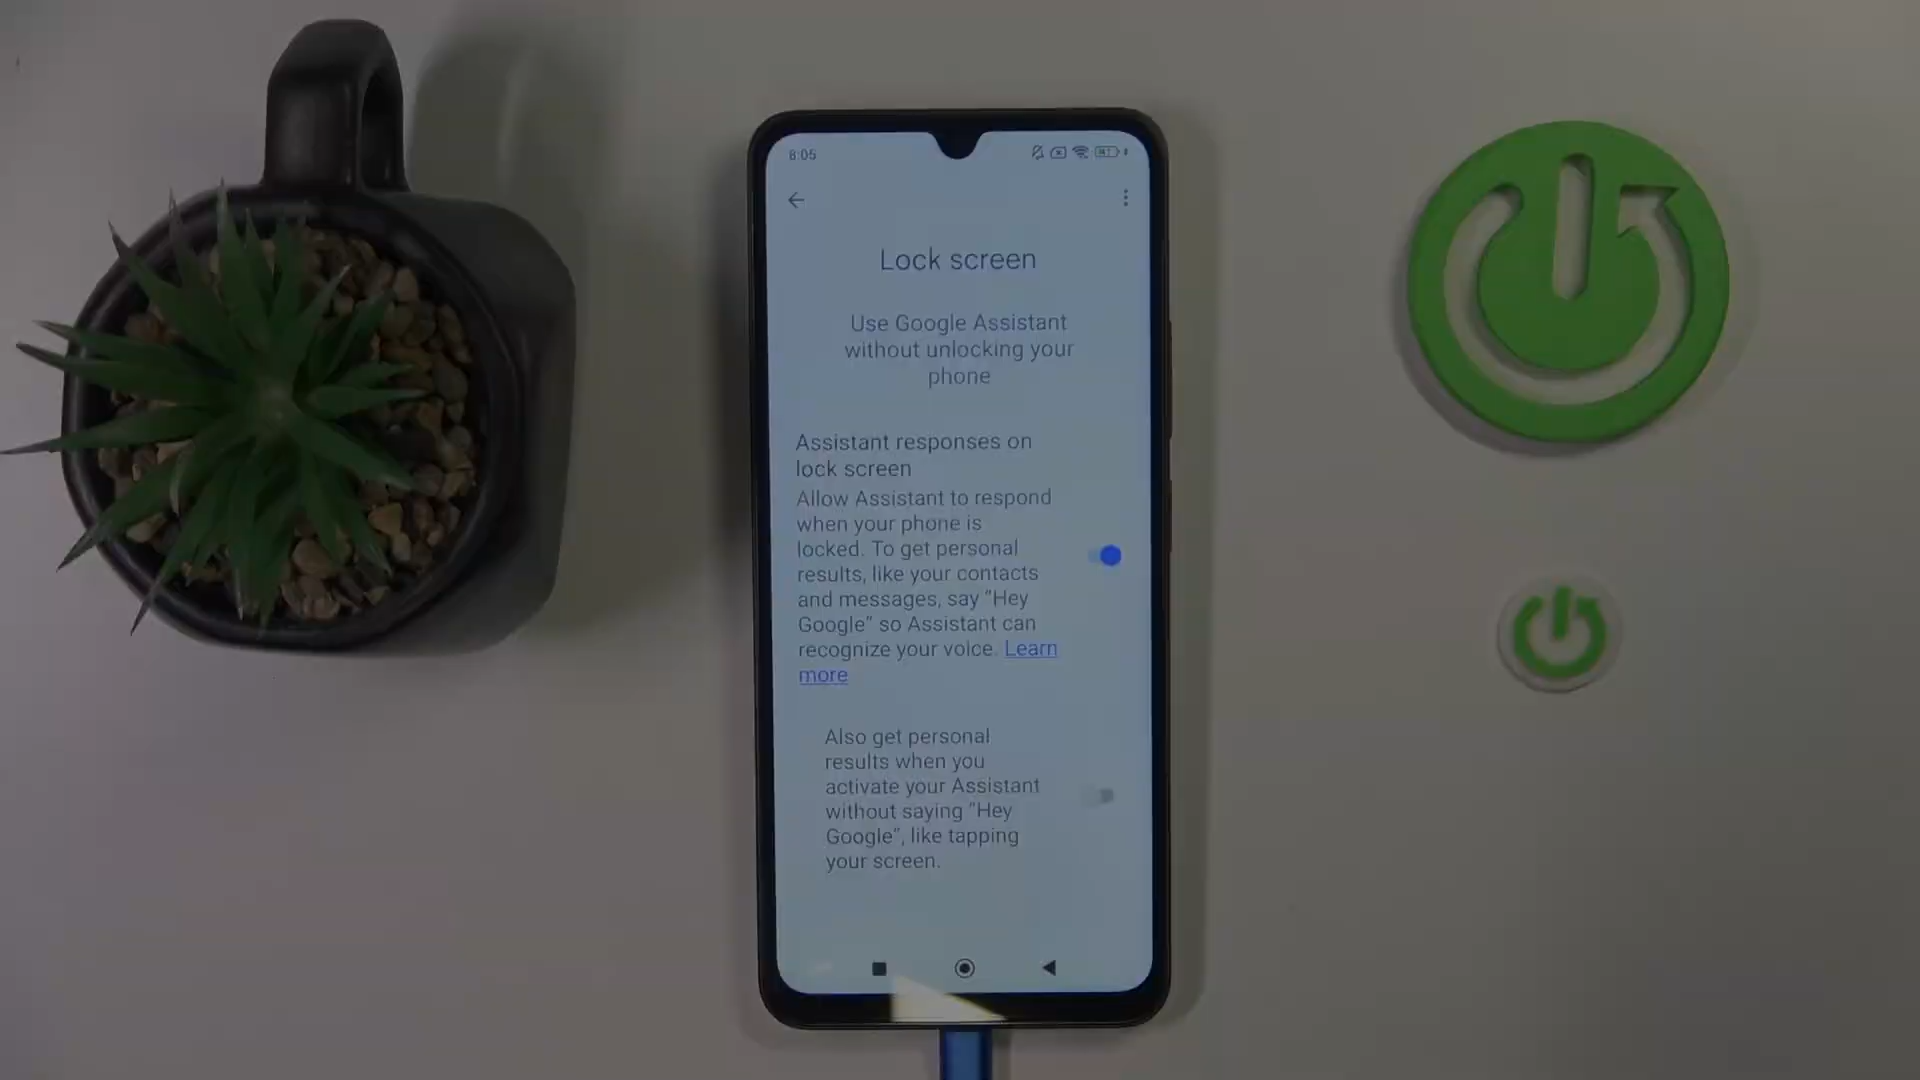 8:05
Lock screen
Use Google Assistant
without unlocking your
phone
Assistant responses on
lock screen
Allow Assistant to respond
when your phone is
locked. To get personal
results, like your contacts
and messages, say “Hey
Google” so Assistant can
recognize your voice. Learn
more
Also get personal
results when you
activate your Assistant
without saying “Hey
Google”, like tapping
your screen.